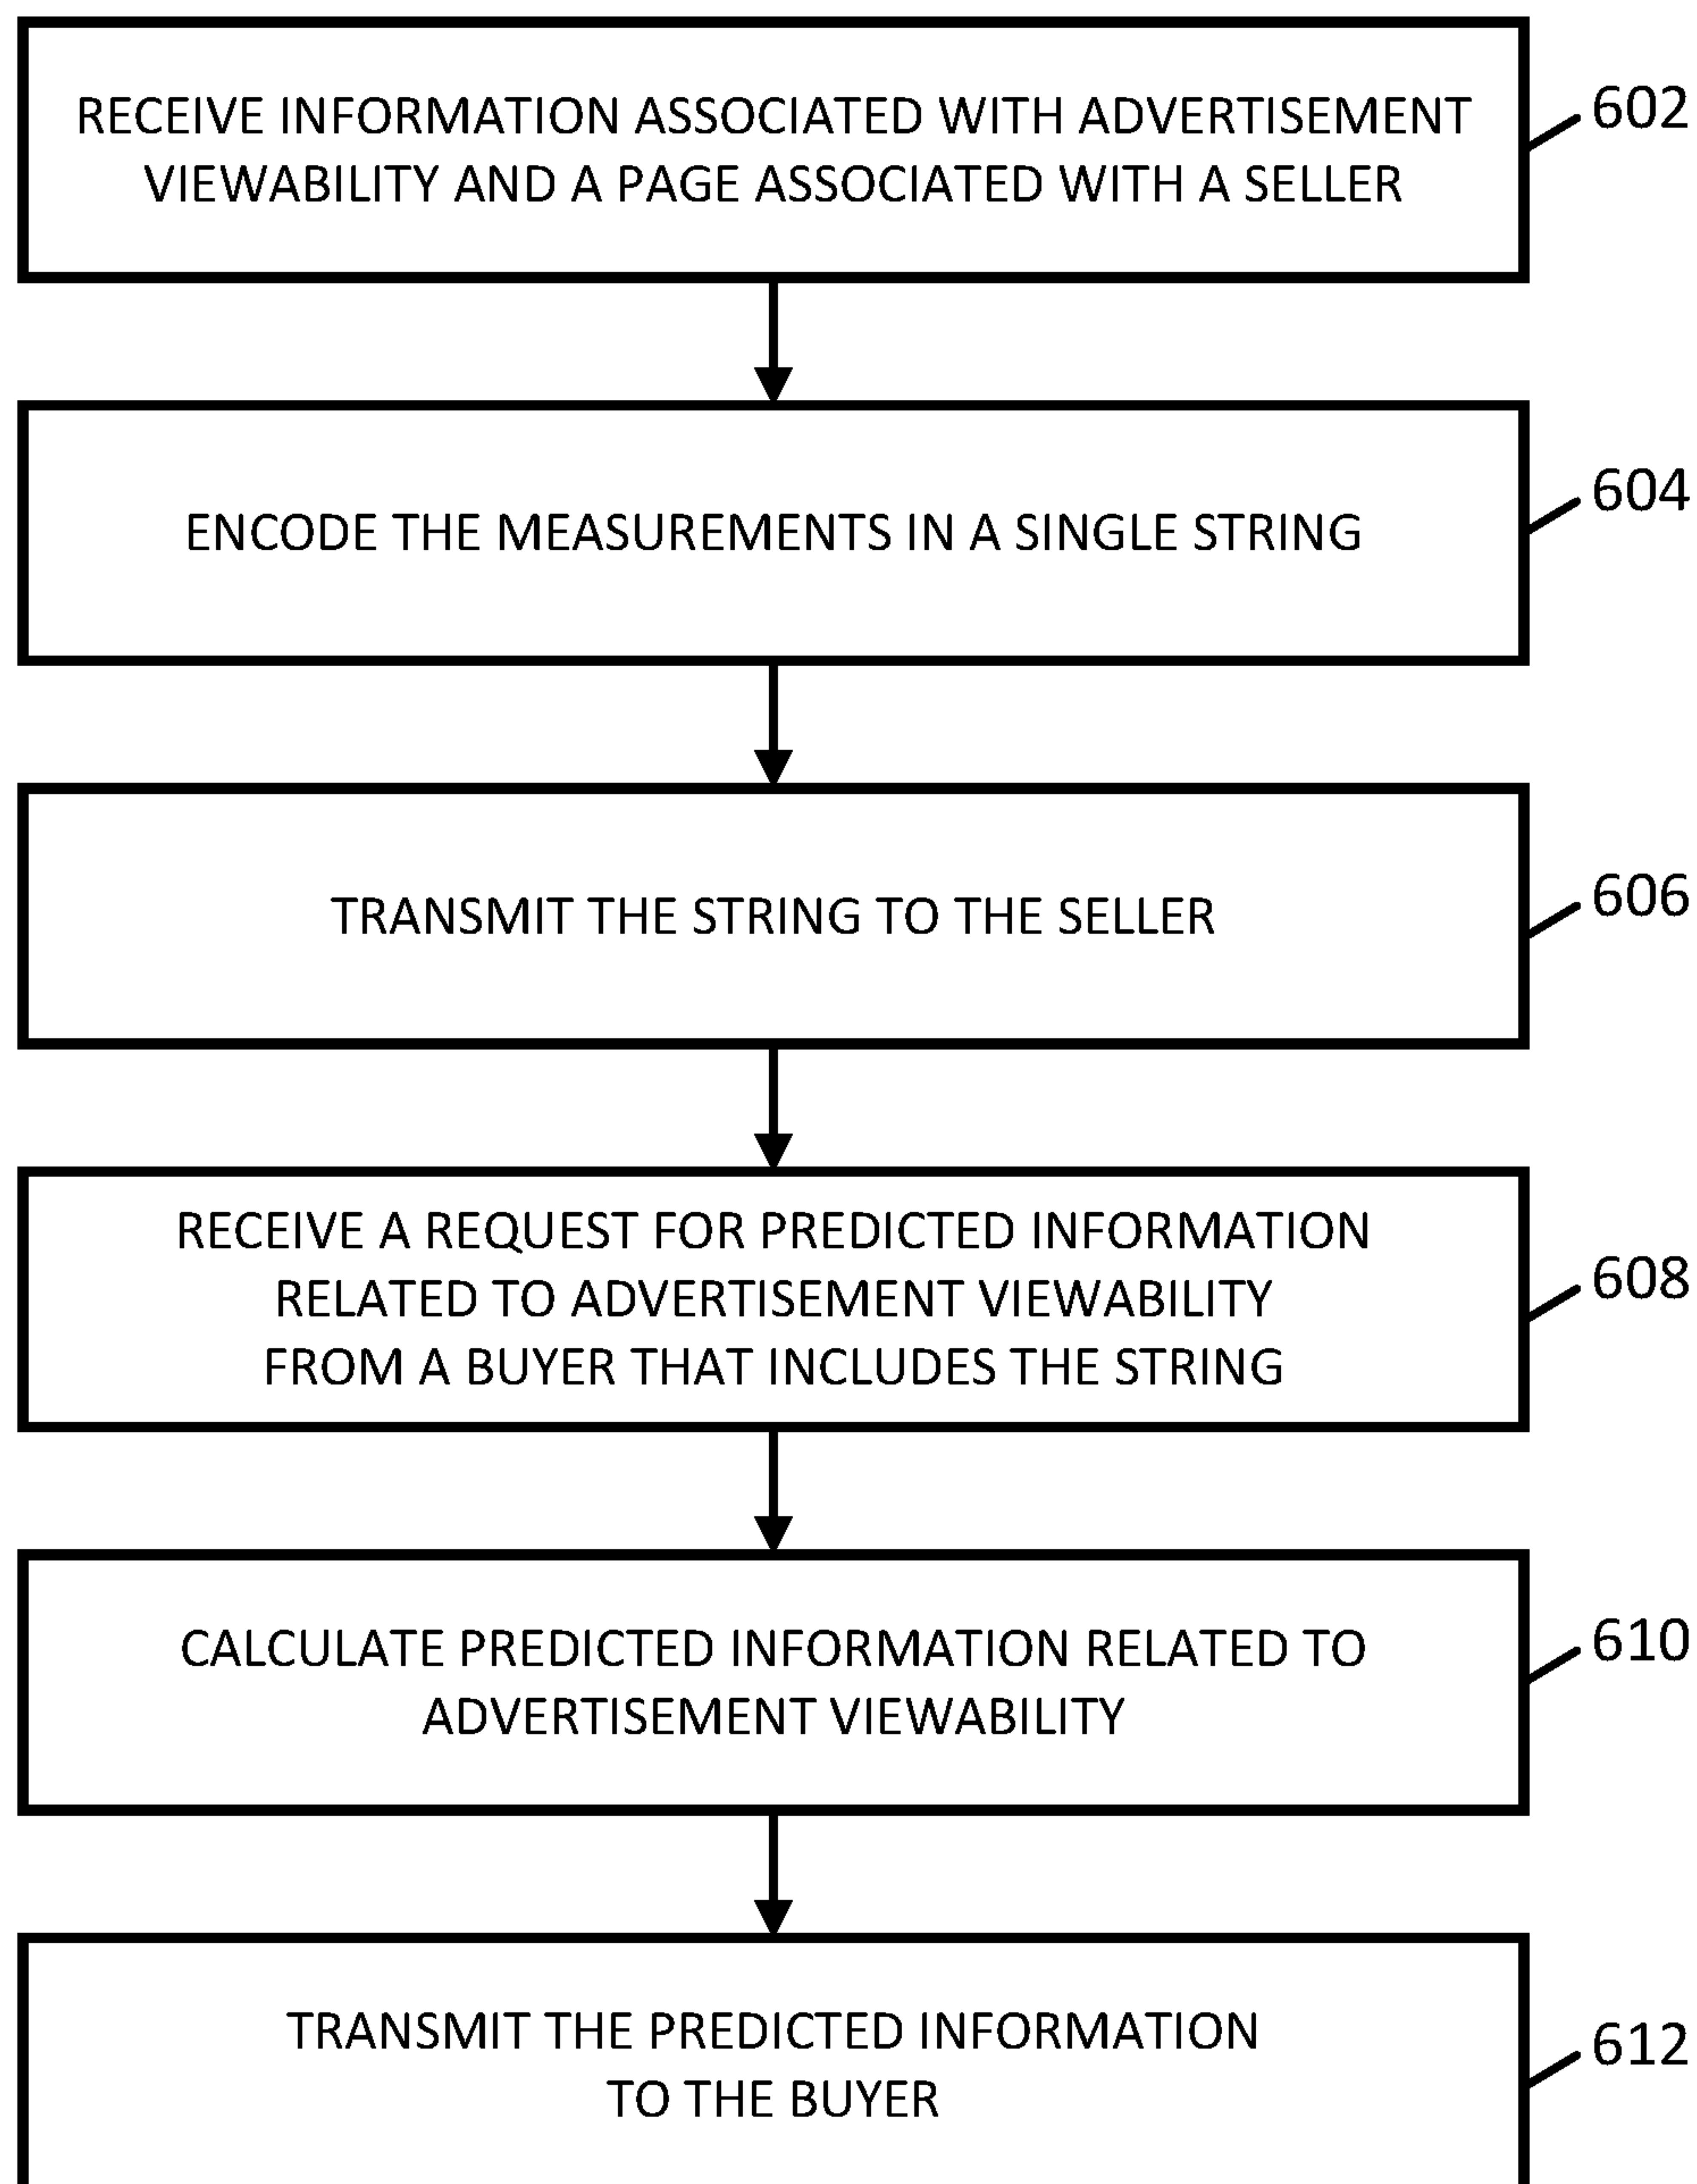 RECEIVE INFORMATION ASSOCIATED WITH ADVERTISEMENT
VIEWABILITY AND A PAGE ASSOCIATED WITH A SELLER
602
ENCODE THE MEASUREMENTS IN A SINGLE STRING
604
TRANSMIT THE STRING TO THE SELLER
606
RECEIVE A REQUEST FOR PREDICTED INFORMATION
RELATED TO ADVERTISEMENT VIEWABILITY
FROM A BUYER THAT INCLUDES THE STRING
608
CALCULATE PREDICTED INFORMATION RELATED TO
ADVERTISEMENT VIEWABILITY
610
TRANSMIT THE PREDICTED INFORMATION
TO THE BUYER
612